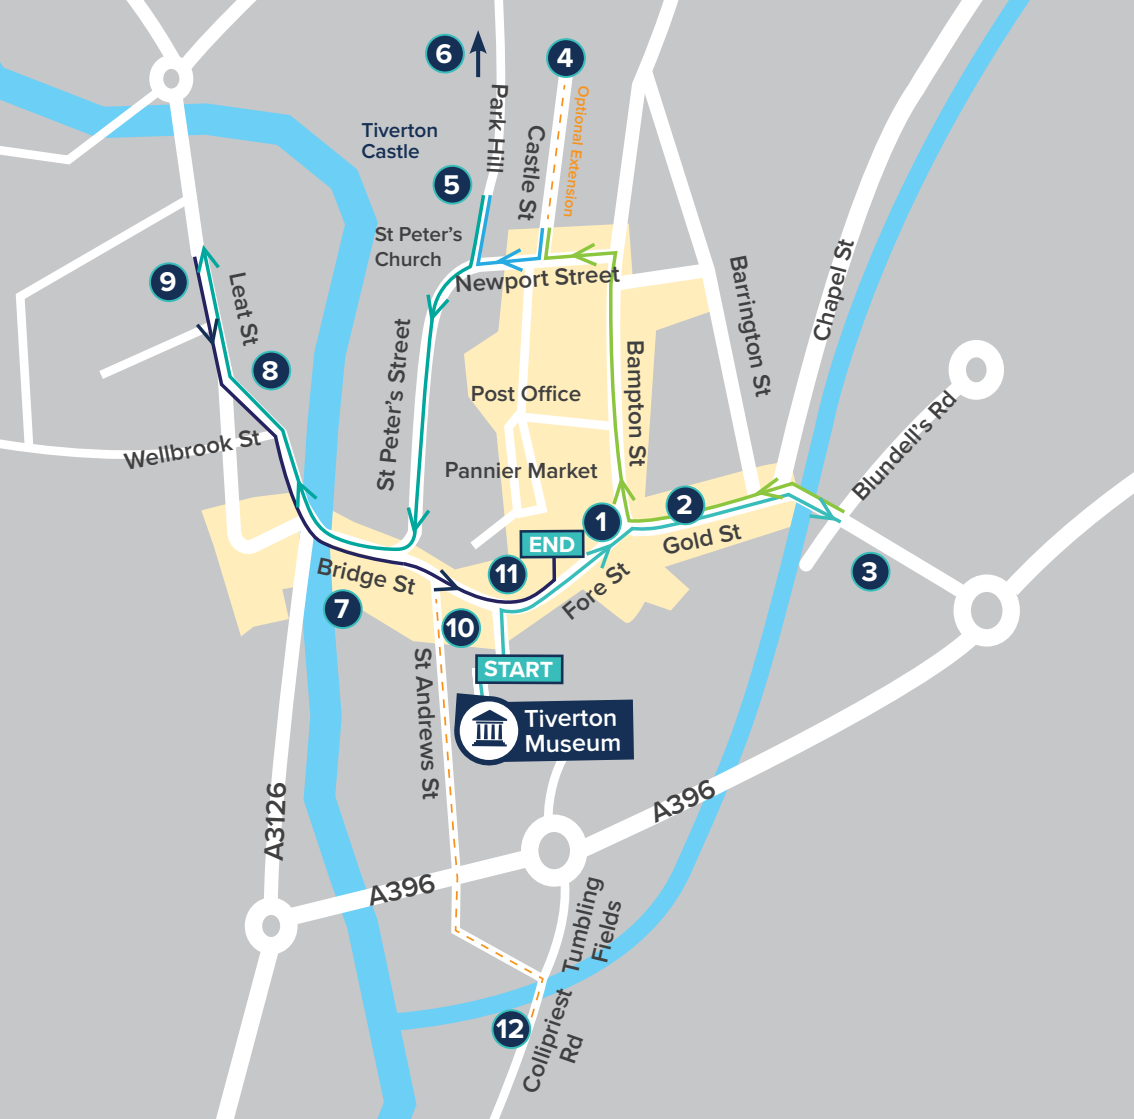 6
4
Park Hill
Castle St
Optional Extension
Tiverton
Castle
5
St Peter's
Church
Newport Street
9
Leat St
8
Wellbrook St
St Peter's Street
Post Office
Pannier Market
Bampton St
Barrington St
Chapel St
Blundell's Rd
1
2
Gold St
3
END
11
Fore St
Bridge St
7
10
START
St Andrews St
Tiverton
Museum
A3126
A396
A396
Tumbling
Fields
12
Collipriest
Rd